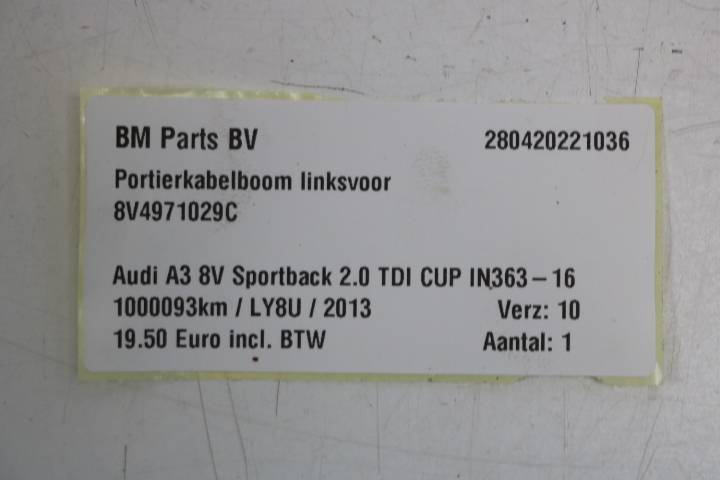 BM Parts BV 280420221036
Portierkabelboom linksvoor
8V4971029C
Audi A3 8V Sportback 2.0 TDI CUP IN363-16
1000093km / LY8U / 2013 Verz: 10
19.50 Euro incl. BTW Aantal: 1